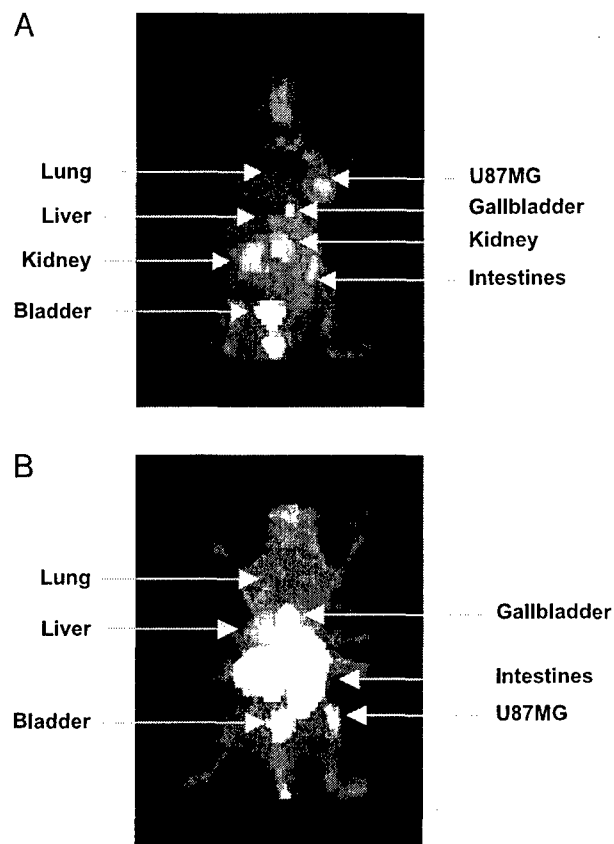 A
Lung
U87MG
Liver
Gallbladder
Kidney
Kidney
Intestines
Bladder
B
Lung
Gallbladder
Liver
Intestines
Bladder
U87MG